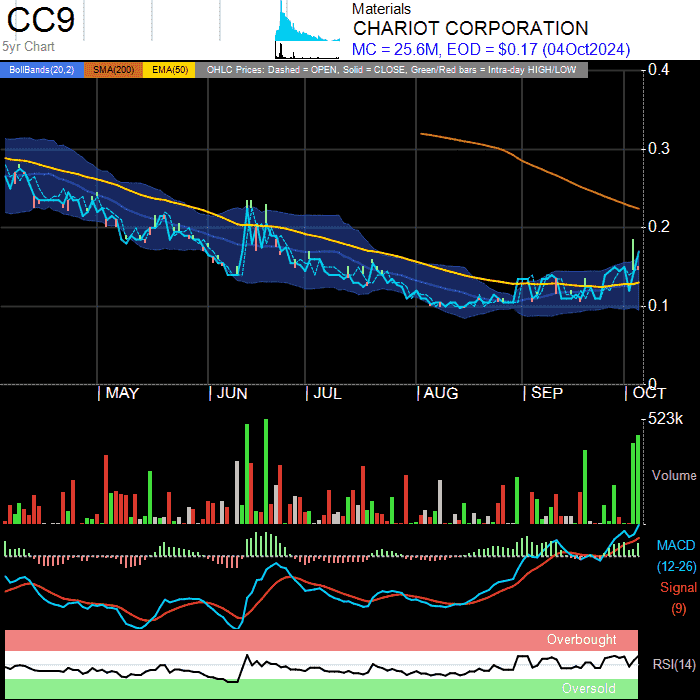 CC9
5yr Chart
Materials
CHARIOT CORPORATION
MC = 25.6M, EOD = $0.17 (04Oct2024)
BollBands(20,2) SMA(200) EMA(50) OHLC Prices: Dashed = OPEN, Solid = CLOSE, Green/Red bars = Intra-day HIGH/LOW
0.4
0.3
0.2
0.1
0
MAY JUN JUL AUG SEP OCT
523k
Volume
MACD
(12-26)
Signal
(9)
Overbought
RSI(14)
Oversold